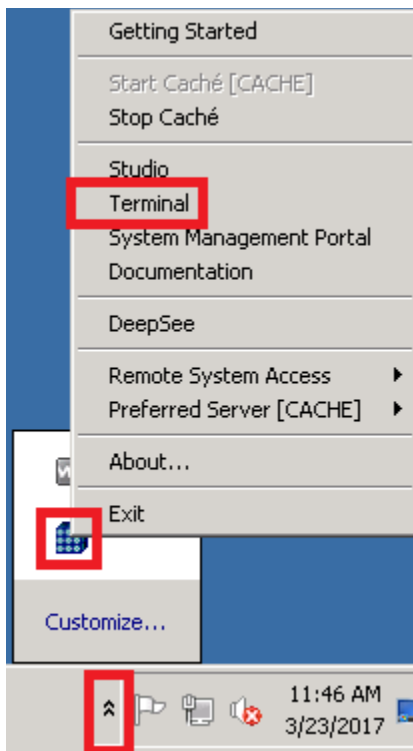 Getting Started
Start Caché [CACHE]
Stop Caché
Studio
Terminal
System Management Portal
Documentation
DeepSee
Remote System Access
Preferred Server [CACHE]
About...
Exit
Customize...
11:46 AM
3/23/2017